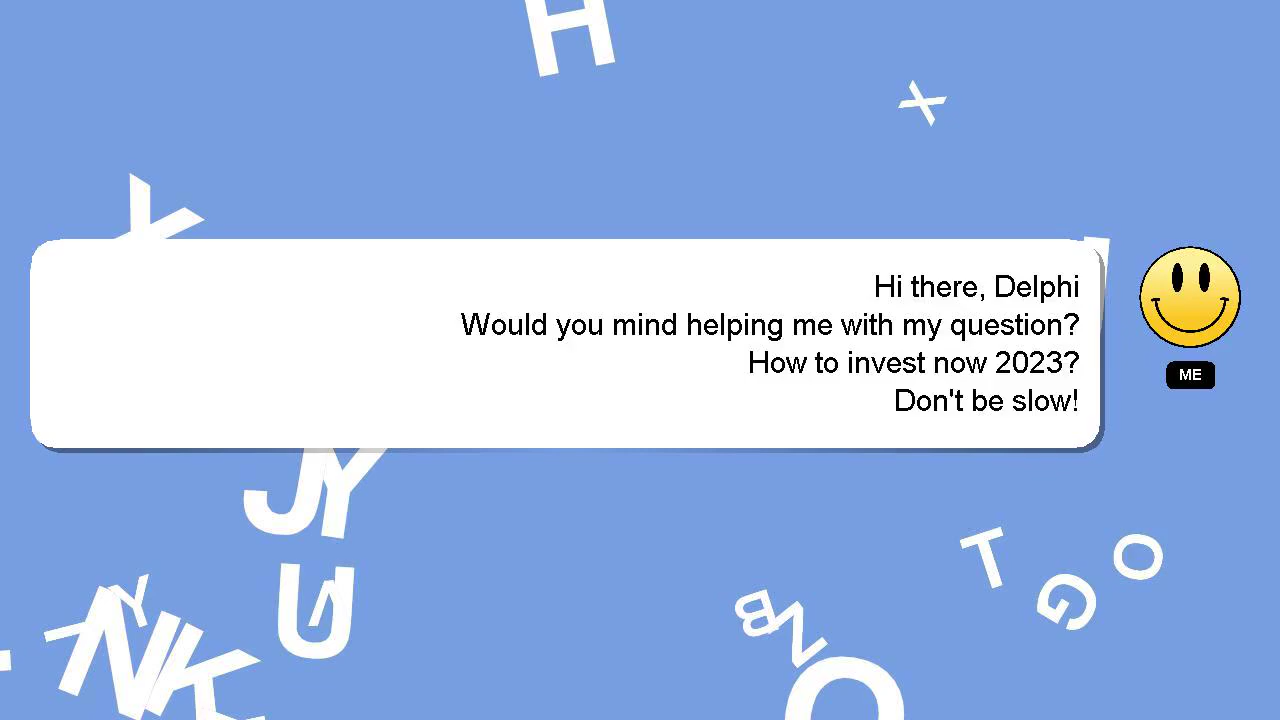 H
X
Y
Hi there, Delphi
Would you mind helping me with my question?
How to invest now 2023?
Don't be slow!
ME
J
Y
U
T
O
G
Y
N
K
B
Z
O